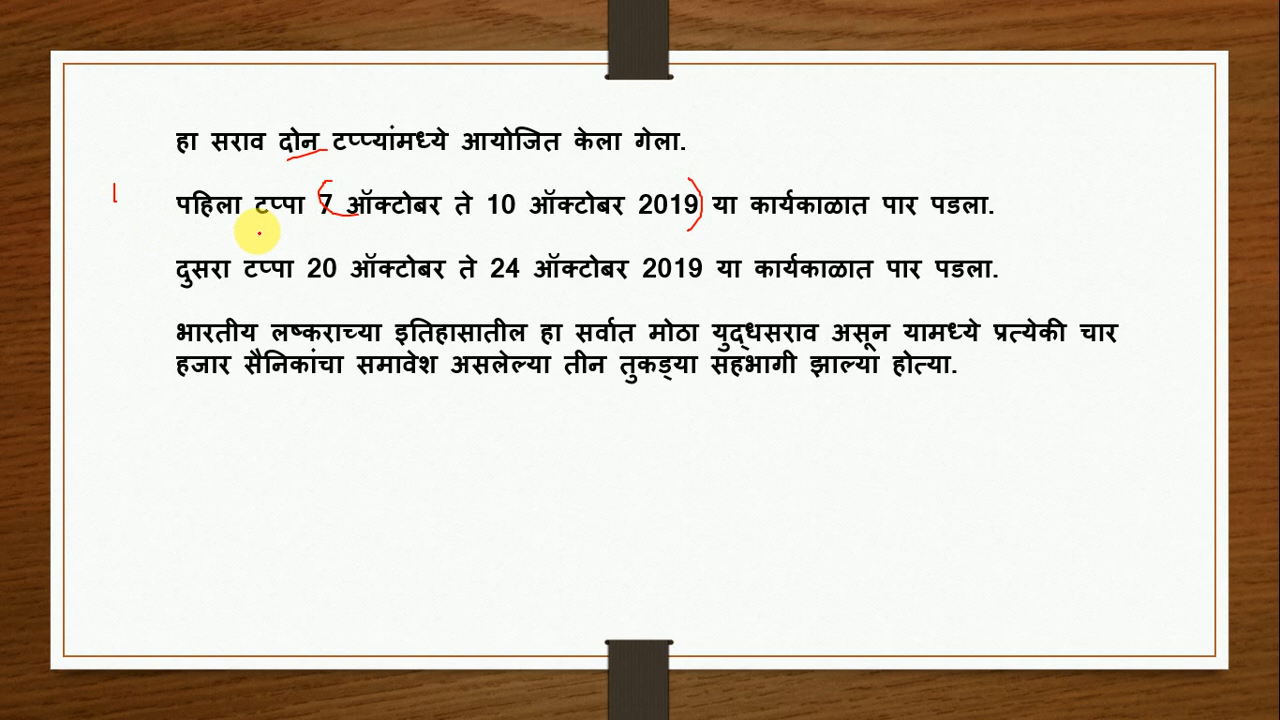 हा सराव दोन टप्प्यांमध्ये आयोजित केला गेला.
पहिला टप्पा 7 ऑक्टोबर ते 10 ऑक्टोबर 2019 या कार्यकाळात पार पडला.
दुसरा टप्पा 20 ऑक्टोबर ते 24 ऑक्टोबर 2019 या कार्यकाळात पार पडला.
भारतीय लष्कराच्या इतिहासातील हा सर्वात मोठा युद्धसराव असून यामध्ये प्रत्येकी चार
हजार सैनिकांचा समावेश असलेल्या तीन तुकड्या सहभागी झाल्या होत्या.